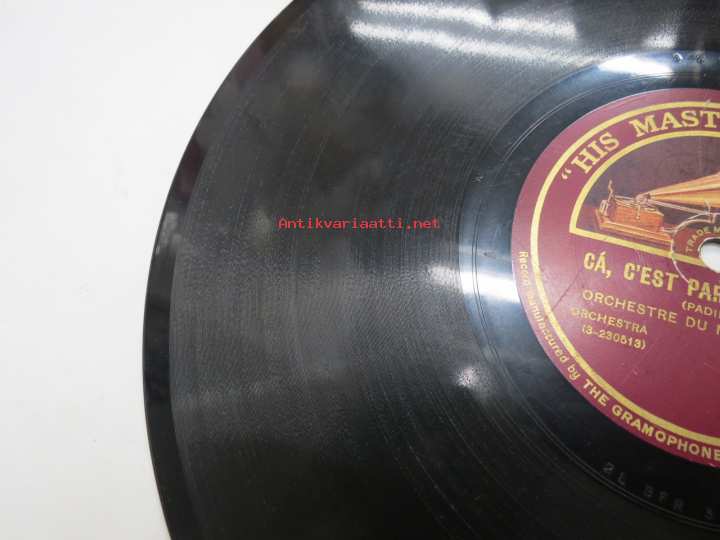 "HIS MAST
Antikvariaatti.net
TRADE M
CÁ, C'EST PAR
(PADI
ORCHESTRE DU
ORCHESTRA
(3-230513)
Record manufactured by THE GRAMOPHONE